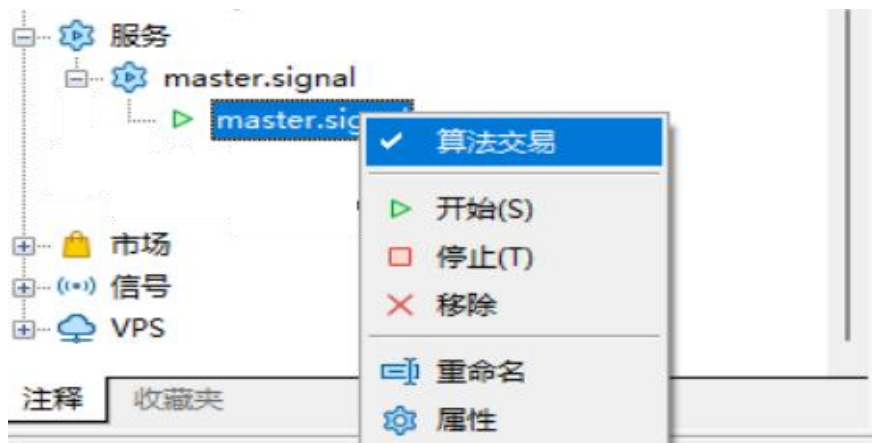 服务
master.signal
master.sig
算法交易
开始(S)
停止(T)
移除
市场
信号
VPS
重命名
属性
注释 收藏夹